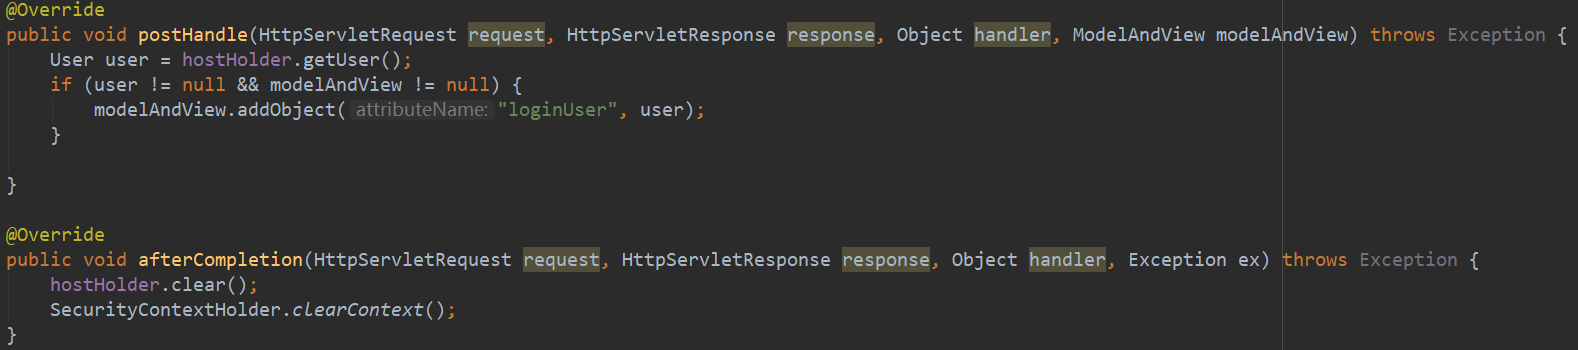 @Override
public void postHandle(HttpServletRequest request, HttpServletResponse response, Object handler, ModelAndView modelAndView) throws Exception {
    User user = hostHolder.getUser();
    if (user != null && modelAndView != null) {
        modelAndView.addObject( attributeName: "loginUser", user);
    }
}
@Override
public void afterCompletion(HttpServletRequest request, HttpServletResponse response, Object handler, Exception ex) throws Exception {
    hostHolder.clear();
    SecurityContextHolder.clearContext();
}